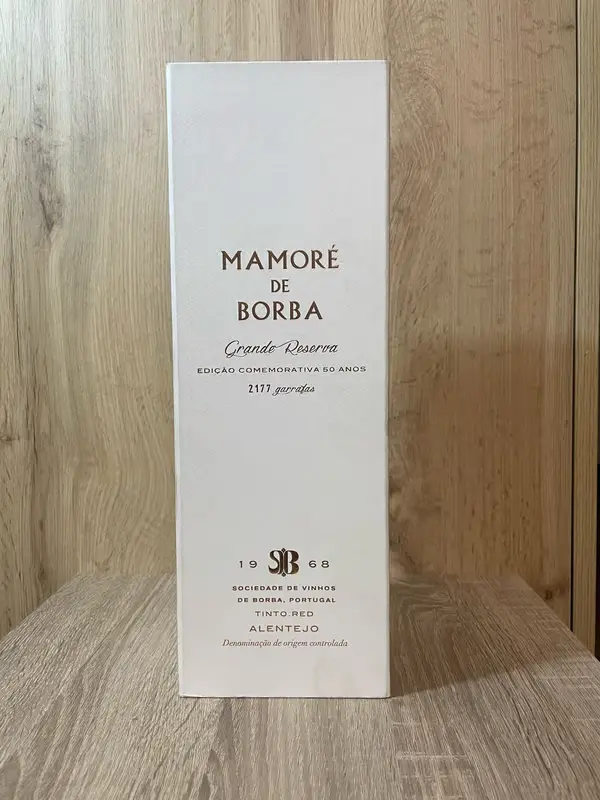 MAMORÉ
DE
BORBA
Grande Reserva
EDIÇÃO COMEMORATIVA 50 ANOS
2177 garrafas
19 SB 68
SOCIEDADE DE VINHOS
DE BORBA, PORTUGAL
TINTO.RED
ALENTEJO
Denominação de origem controlada